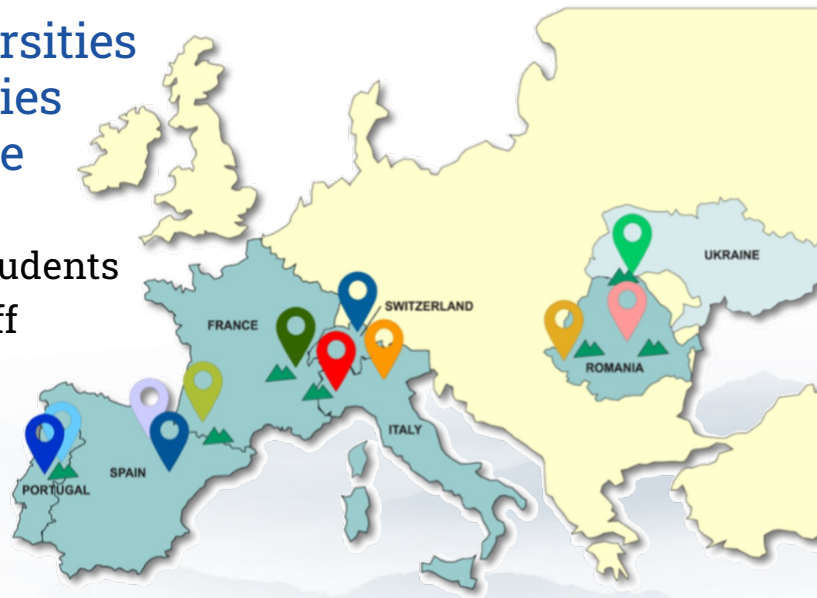 rsities
ies
e
udents
ff
UKRAINE
SWITZERLAND
FRANCE
ROMANIA
ITALY
SPAIN
PORTUGAL